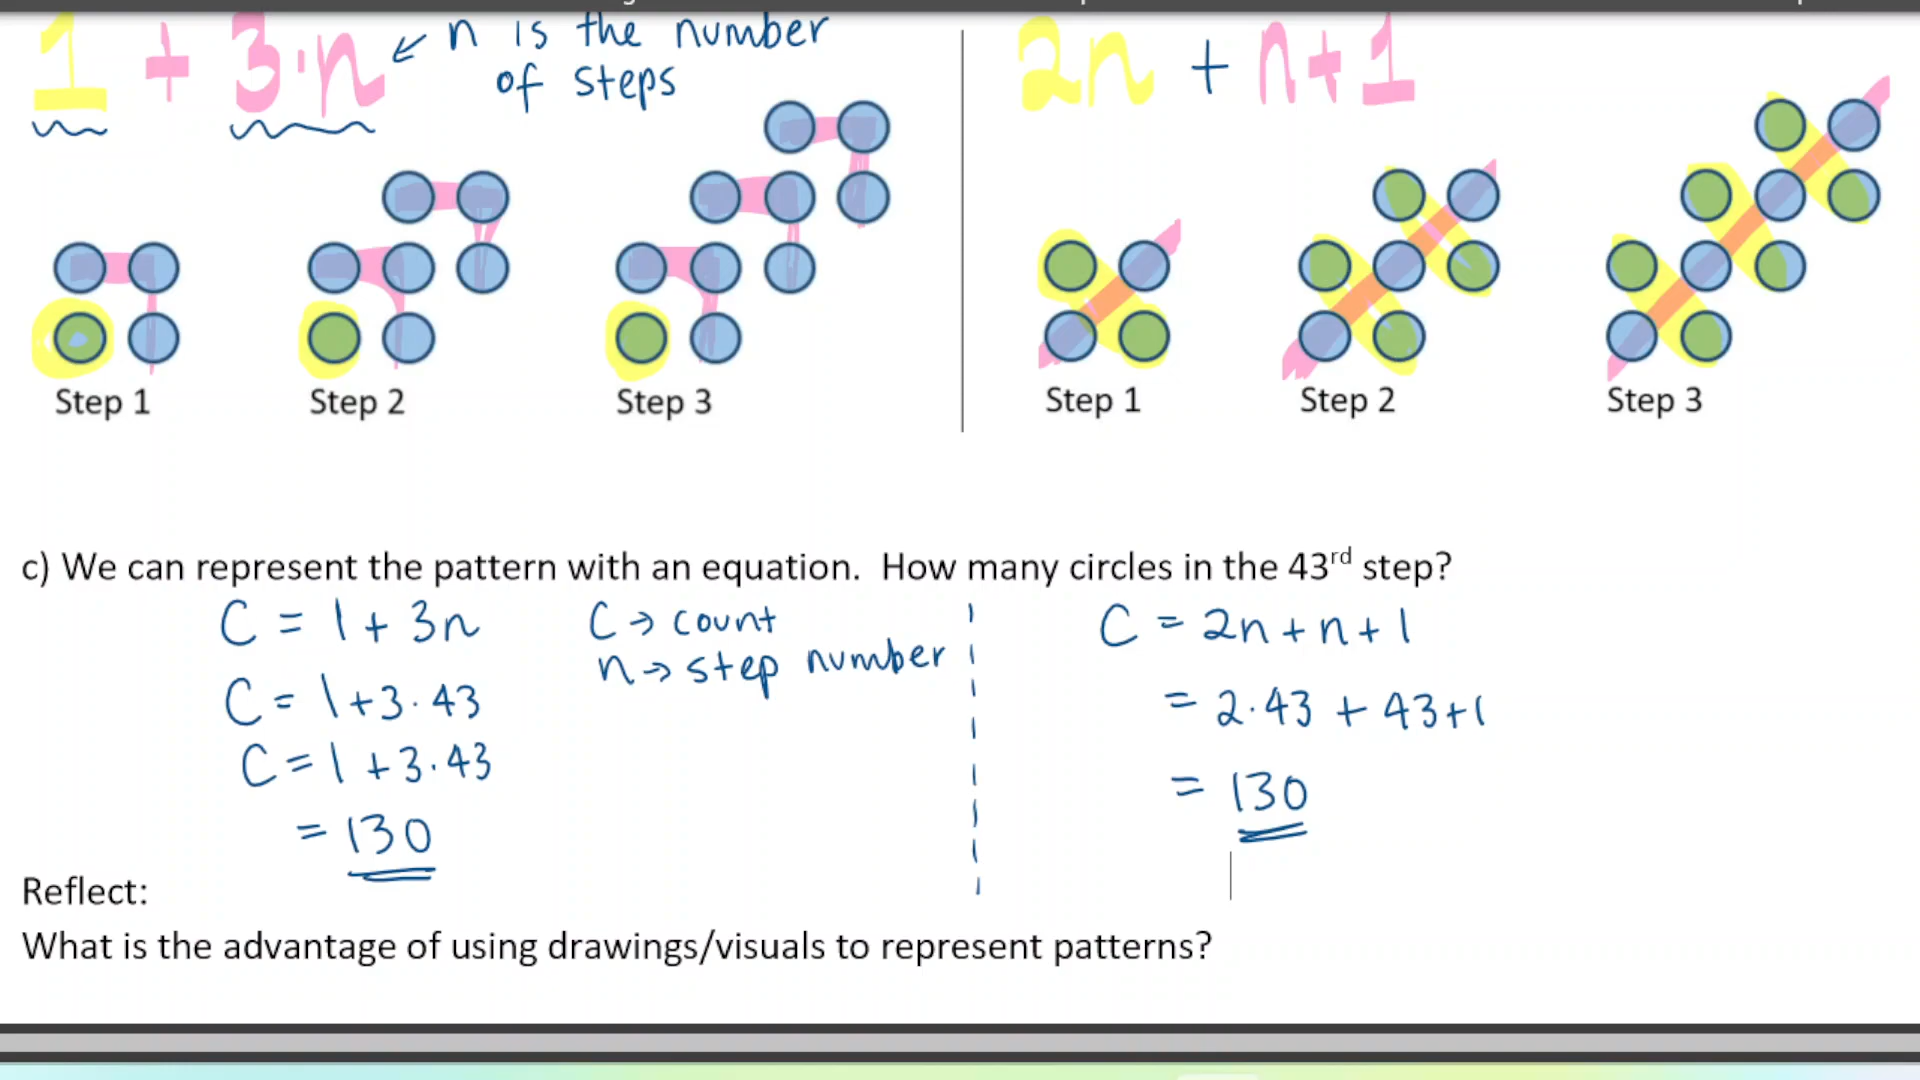 1 + 3·n ← n is the number
of steps
2n + n+1
Step 1
Step 2
Step 3
Step 1
Step 2
Step 3
c) We can represent the pattern with an equation. How many circles in the 43rd step?
C = 1 + 3n
C = 1+3·43
C = 1 +3·43
= 130
C → count
n → step number
C = 2n + n + 1
= 2·43 + 43+1
= 130
Reflect:
What is the advantage of using drawings/visuals to represent patterns?